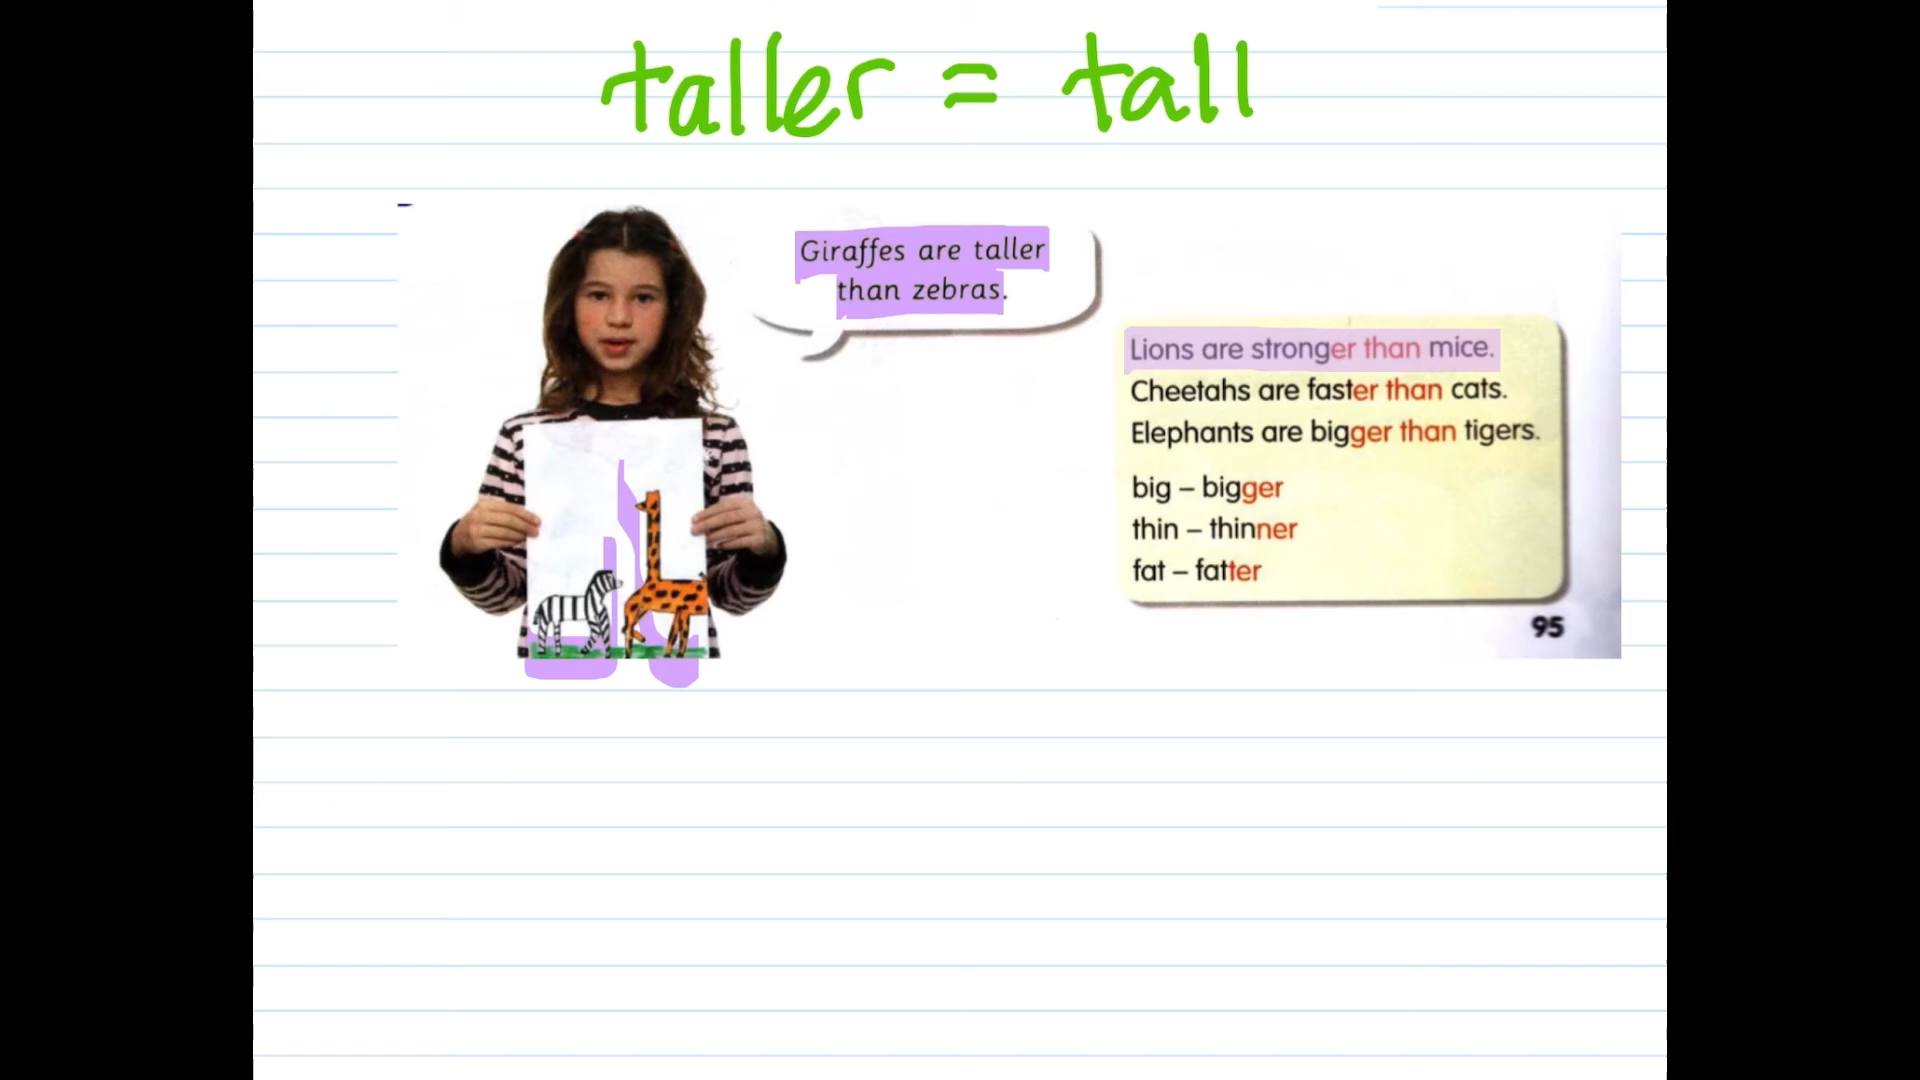 taller = tall
Giraffes are taller
than zebras.
Lions are stronger than mice.
Cheetahs are faster than cats.
Elephants are bigger than tigers.
big – bigger
thin – thinner
fat – fatter
95